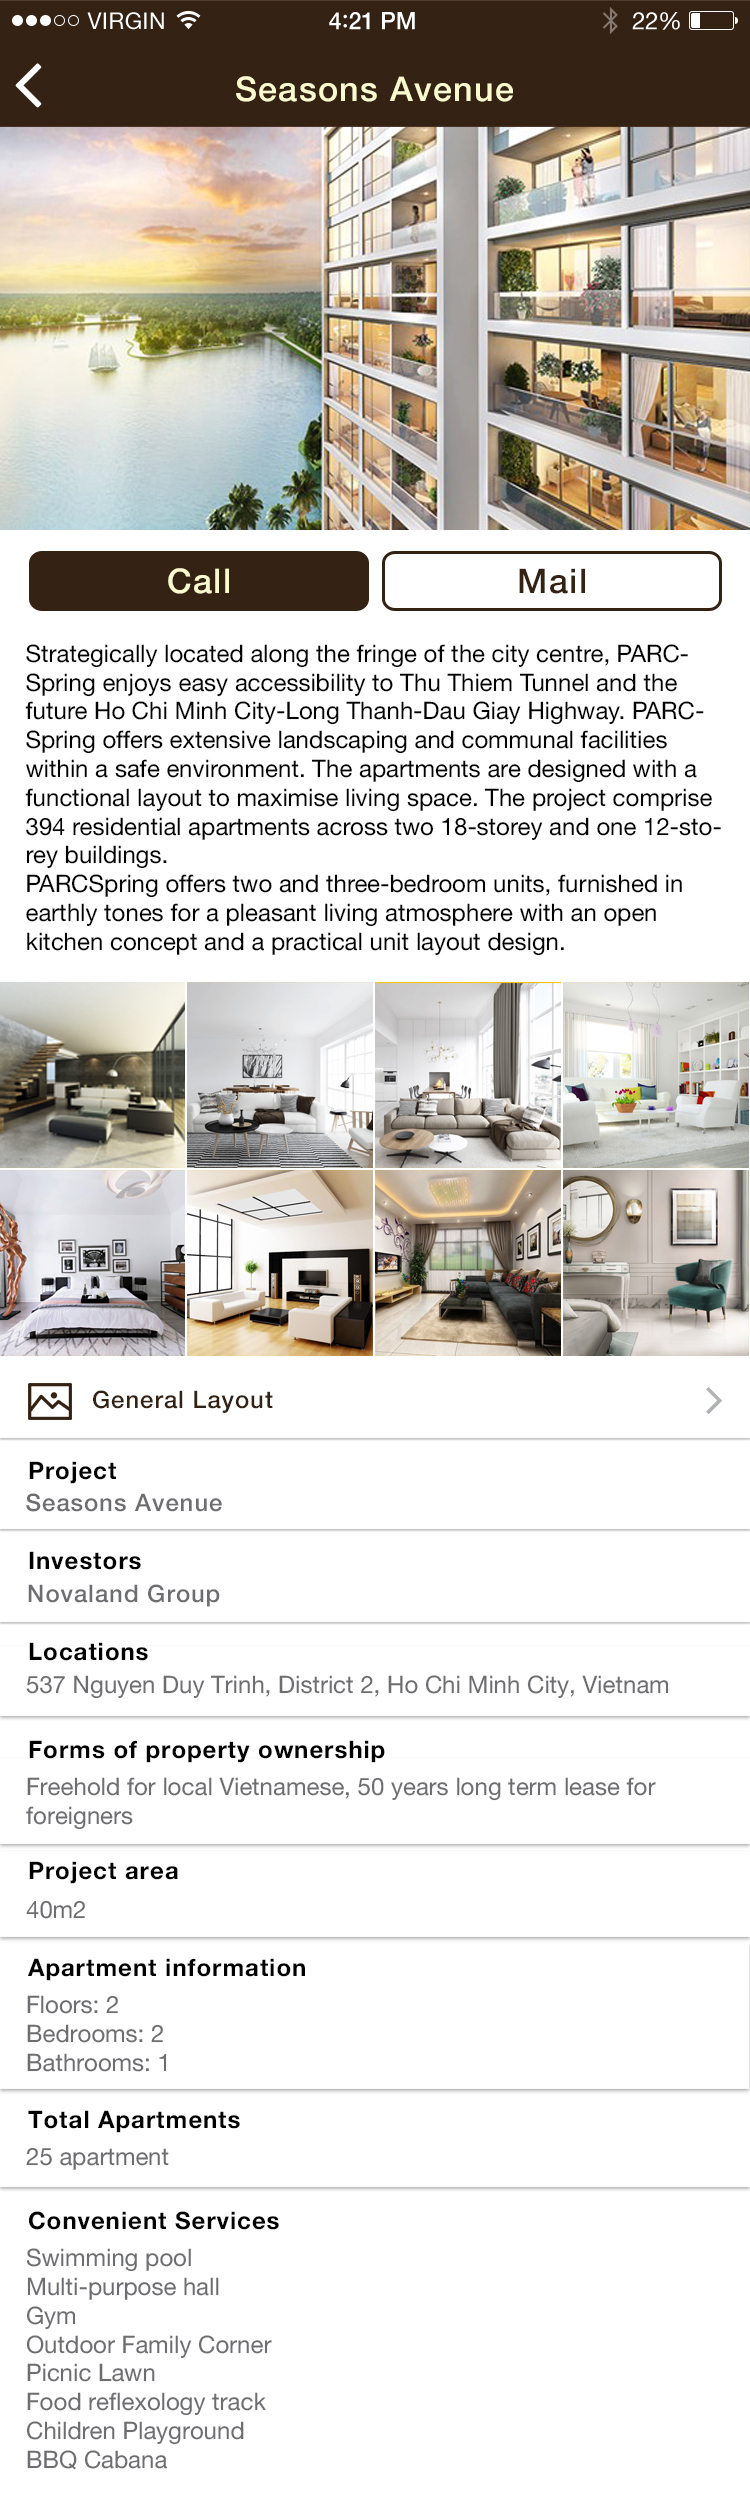 VIRGIN 4:21 PM 22%
Seasons Avenue
Call
Mail
Strategically located along the fringe of the city centre, PARC-
Spring enjoys easy accessibility to Thu Thiem Tunnel and the
future Ho Chi Minh City-Long Thanh-Dau Giay Highway. PARC-
Spring offers extensive landscaping and communal facilities
within a safe environment. The apartments are designed with a
functional layout to maximise living space. The project comprise
394 residential apartments across two 18-storey and one 12-sto-
rey buildings.
PARCSpring offers two and three-bedroom units, furnished in
earthly tones for a pleasant living atmosphere with an open
kitchen concept and a practical unit layout design.
General Layout
Project
Seasons Avenue
Investors
Novaland Group
Locations
537 Nguyen Duy Trinh, District 2, Ho Chi Minh City, Vietnam
Forms of property ownership
Freehold for local Vietnamese, 50 years long term lease for
foreigners
Project area
40m2
Apartment information
Floors: 2
Bedrooms: 2
Bathrooms: 1
Total Apartments
25 apartment
Convenient Services
Swimming pool
Multi-purpose hall
Gym
Outdoor Family Corner
Picnic Lawn
Food reflexology track
Children Playground
BBQ Cabana